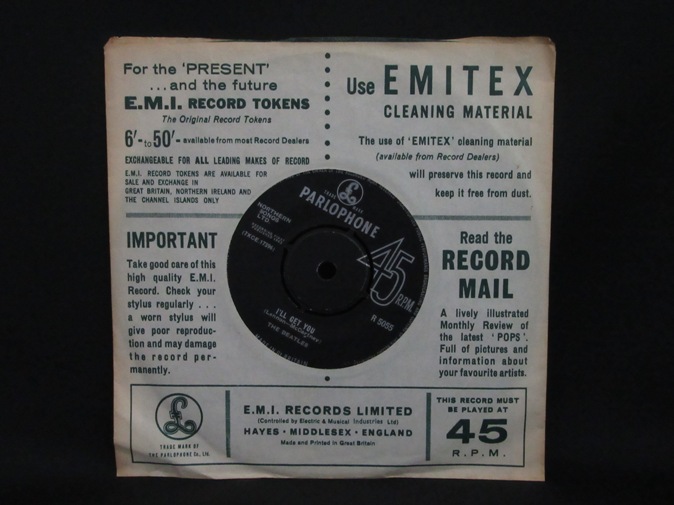 For the 'PRESENT'
...and the future
E.M.I. RECORD TOKENS
The Original Record Tokens
6'-to 50'- available from most Record Dealers
EXCHANGEABLE FOR ALL LEADING MAKES OF RECORD
E.M.I. RECORD TOKENS ARE AVAILABLE FOR
SALE AND EXCHANGE IN
GREAT BRITAIN, NORTHERN IRELAND AND
THE CHANNEL ISLANDS ONLY
Use EMITEX
CLEANING MATERIAL
The use of 'EMITEX' cleaning material
(available from Record Dealers)
will preserve this record and
keep it free from dust.
IMPORTANT
Take good care of this
high quality E.M.I.
Record. Check your
stylus regularly ...
a worn stylus will
give poor reproduc-
tion and may damage
the record per-
manently.
£
TRADE MARK
PARLOPHONE
NORTHERN
SONGS
LTD
45
R.P.M.
R 5055
I'LL GET YOU
(Lennon-McCartney)
THE BEATLES
Read the
RECORD
MAIL
A lively illustrated
Monthly Review of
the latest 'POPS'.
Full of pictures and
information about
your favourite artists.
£
TRADE MARK OF
THE PARLOPHONE Co. Ltd.
E.M.I. RECORDS LIMITED
(Controlled by Electric & Musical Industries Ltd)
HAYES · MIDDLESEX · ENGLAND
Made and Printed in Great Britain
THIS RECORD MUST
BE PLAYED AT
45
R.P.M.